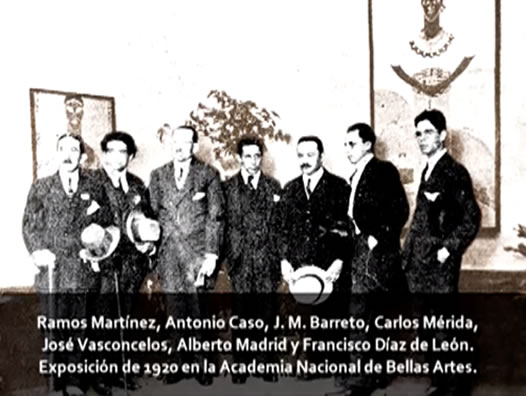 Ramos Martínez, Antonio Caso, J. M. Barreto, Carlos Mérida,
José Vasconcelos, Alberto Madrid y Francisco Díaz de León.
Exposición de 1920 en la Academia Nacional de Bellas Artes.